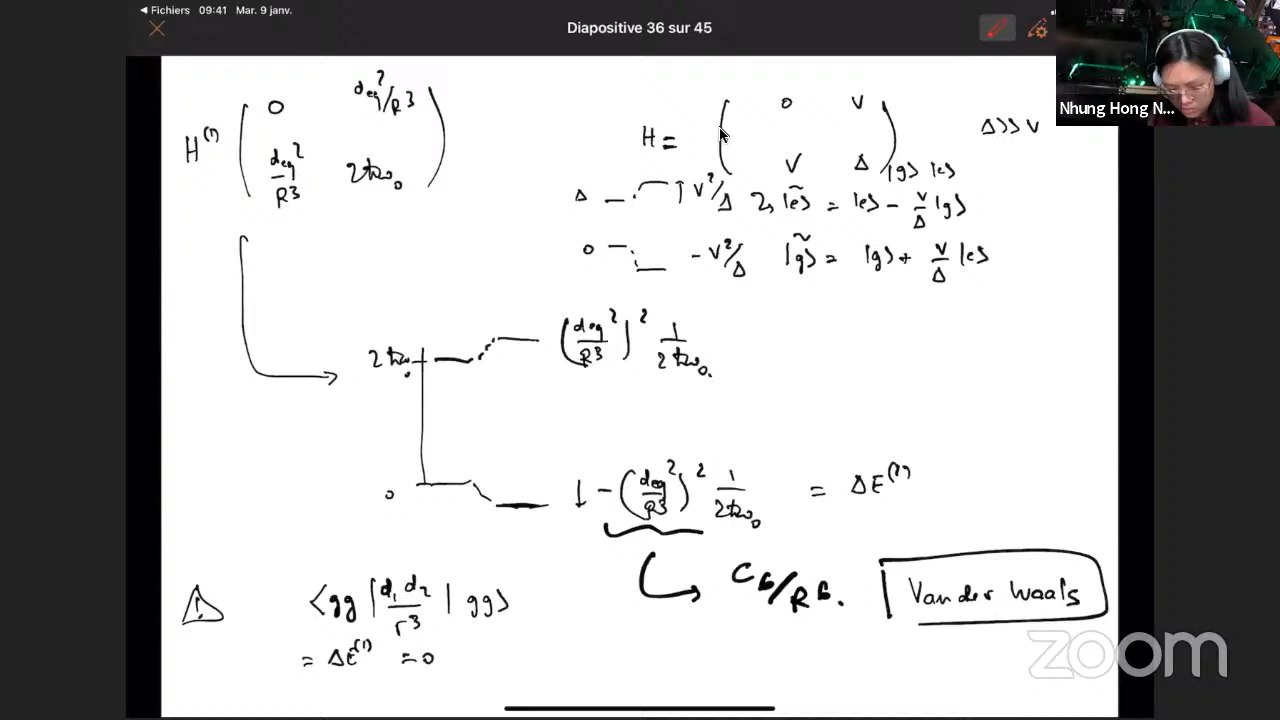 Fichiers 09:41 Mar. 9 janv.
Diapositive 36 sur 45
Nhung Hong N...
H⁽¹⁾ ( 0 d_eg²/R³
d_eg²/R³ 2ħω₀ )
H = ( 0 V
V Δ ) |g> |e>
Δ>>V
Δ ↑ V²/Δ |ẽ> = |e> - V/Δ |g>
0 - V²/Δ |g̃> = |g> + V/Δ |e>
2ħω₀ (d_eg²/R³)² 1/2ħω₀
0 ↓ - (d_eg²/R³)² 1/2ħω₀ = ΔE⁽²⁾
C6/R6.
Van der Waals
! <gg | d₁d₂/r³ | gg>
= ΔE⁽¹⁾ = 0
zoom